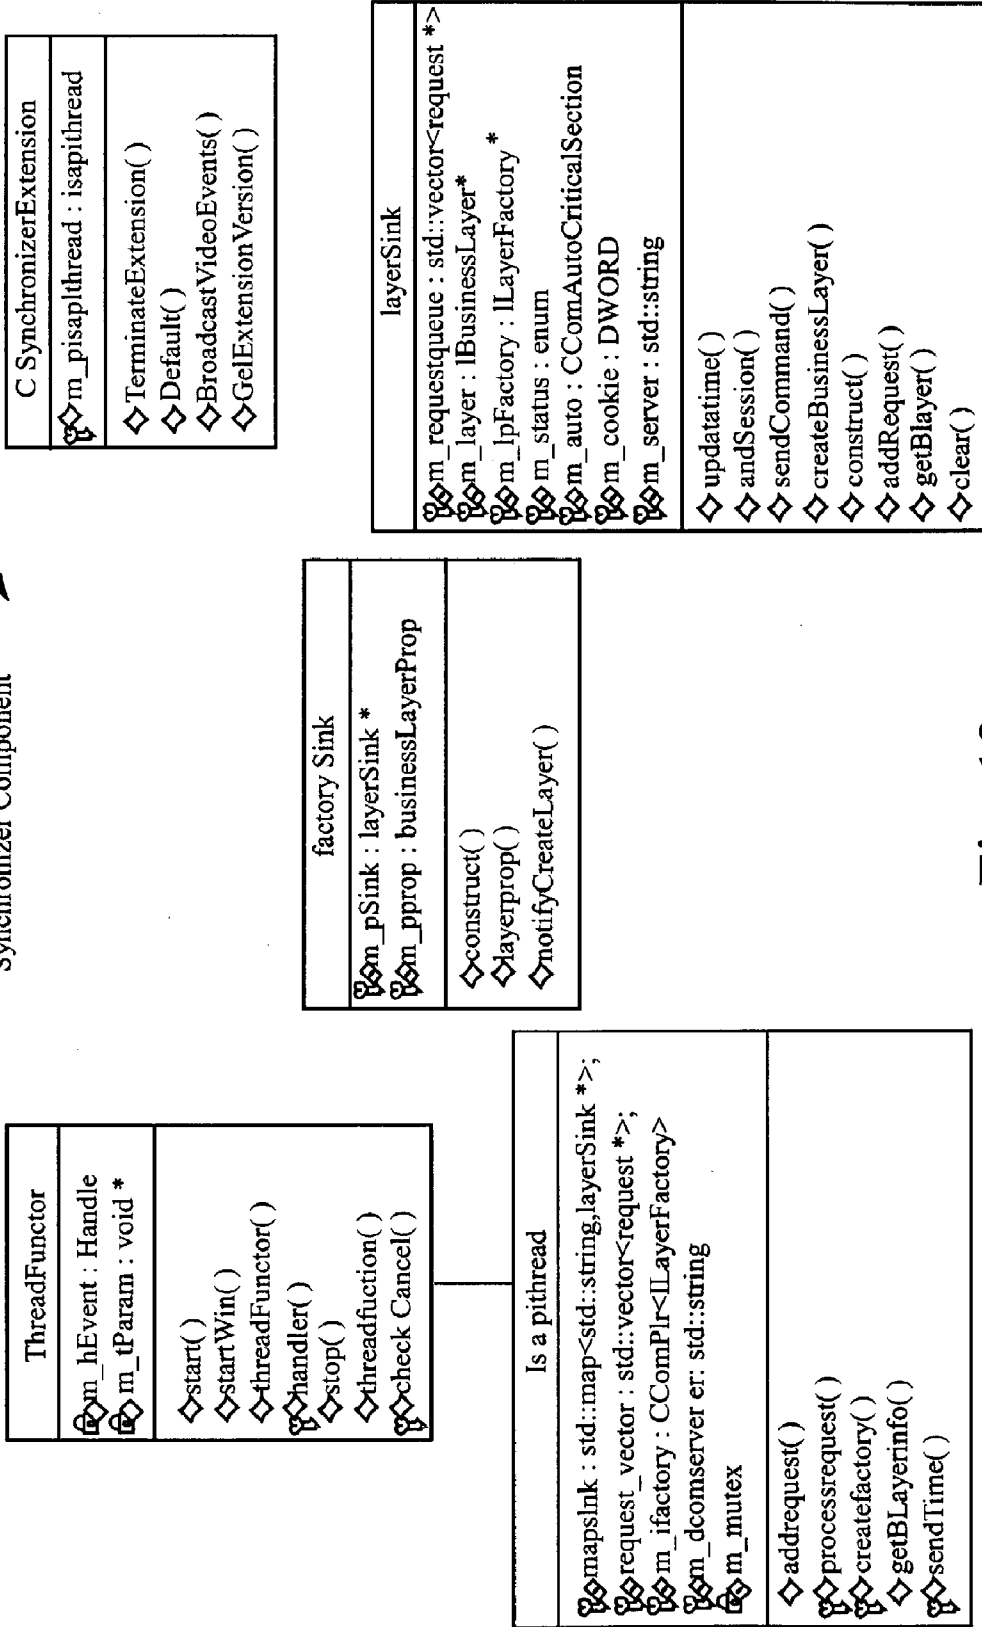 Synchronizer Component
ThreadFunctor
m_hEvent : Handle
m_tParam : void *
start( )
startWin( )
threadFunctor( )
handler( )
stop( )
threadfuction( )
check Cancel( )
Is a pithread
mapsInk : std::map<std::string,layerSink *>;
request_vector : std::vector<request *>;
m_ifactory : CComPlr<ILayerFactory>
m_dcomserver er: std::string
m_mutex
addrequest( )
processrequest( )
createfactory( )
getBLayerinfo( )
sendTime( )
factory Sink
m_pSink : layerSink *
m_pprop : businessLayerProp
construct( )
layerprop( )
notifyCreateLayer( )
C SynchronizerExtension
m_pisaplthread : isapithread
TerminateExtension( )
Default( )
BroadcastVideoEvents( )
GelExtensionVersion( )
layerSink
m_requestqueue : std::vector<request *>
m_layer : lBusinessLayer*
m_lpFactory : lLayerFactory *
m_status : enum
m_auto : CComAutoCriticalSection
m_cookie : DWORD
m_server : std::string
updatatime( )
andSession( )
sendCommand( )
createBusinessLayer( )
construct( )
addRequest( )
getBlayer( )
clear( )